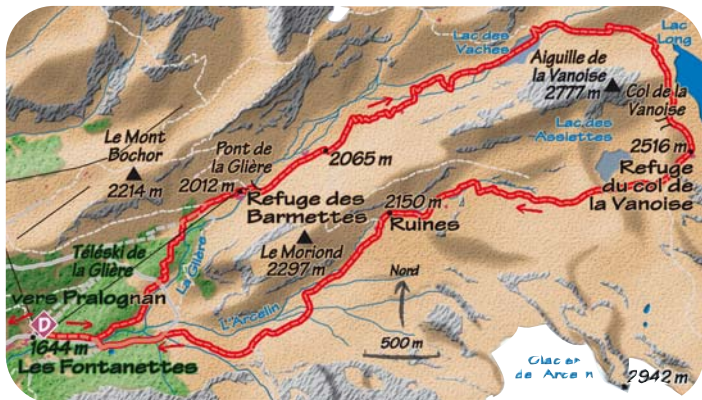 Lac des
Vaches
Lac
Long
Aiguille de
la Vanoise
2777 m
Col de la
Vanoise
Lac des
Assiettes
2516 m
Refuge
du col de
la Vanoise
Le Mont
Bochor
2214 m
Pont de
la Glière
2012 m
2065 m
Refuge des
Barmettes
2150 m
Ruines
Le Moriond
2297 m
Téléski de
la Glière
La Glière
Nord
500 m
vers Pralognan
D
L'Arcelin
1644 m
Les Fontanettes
Glacier
de Arcelin
2942 m